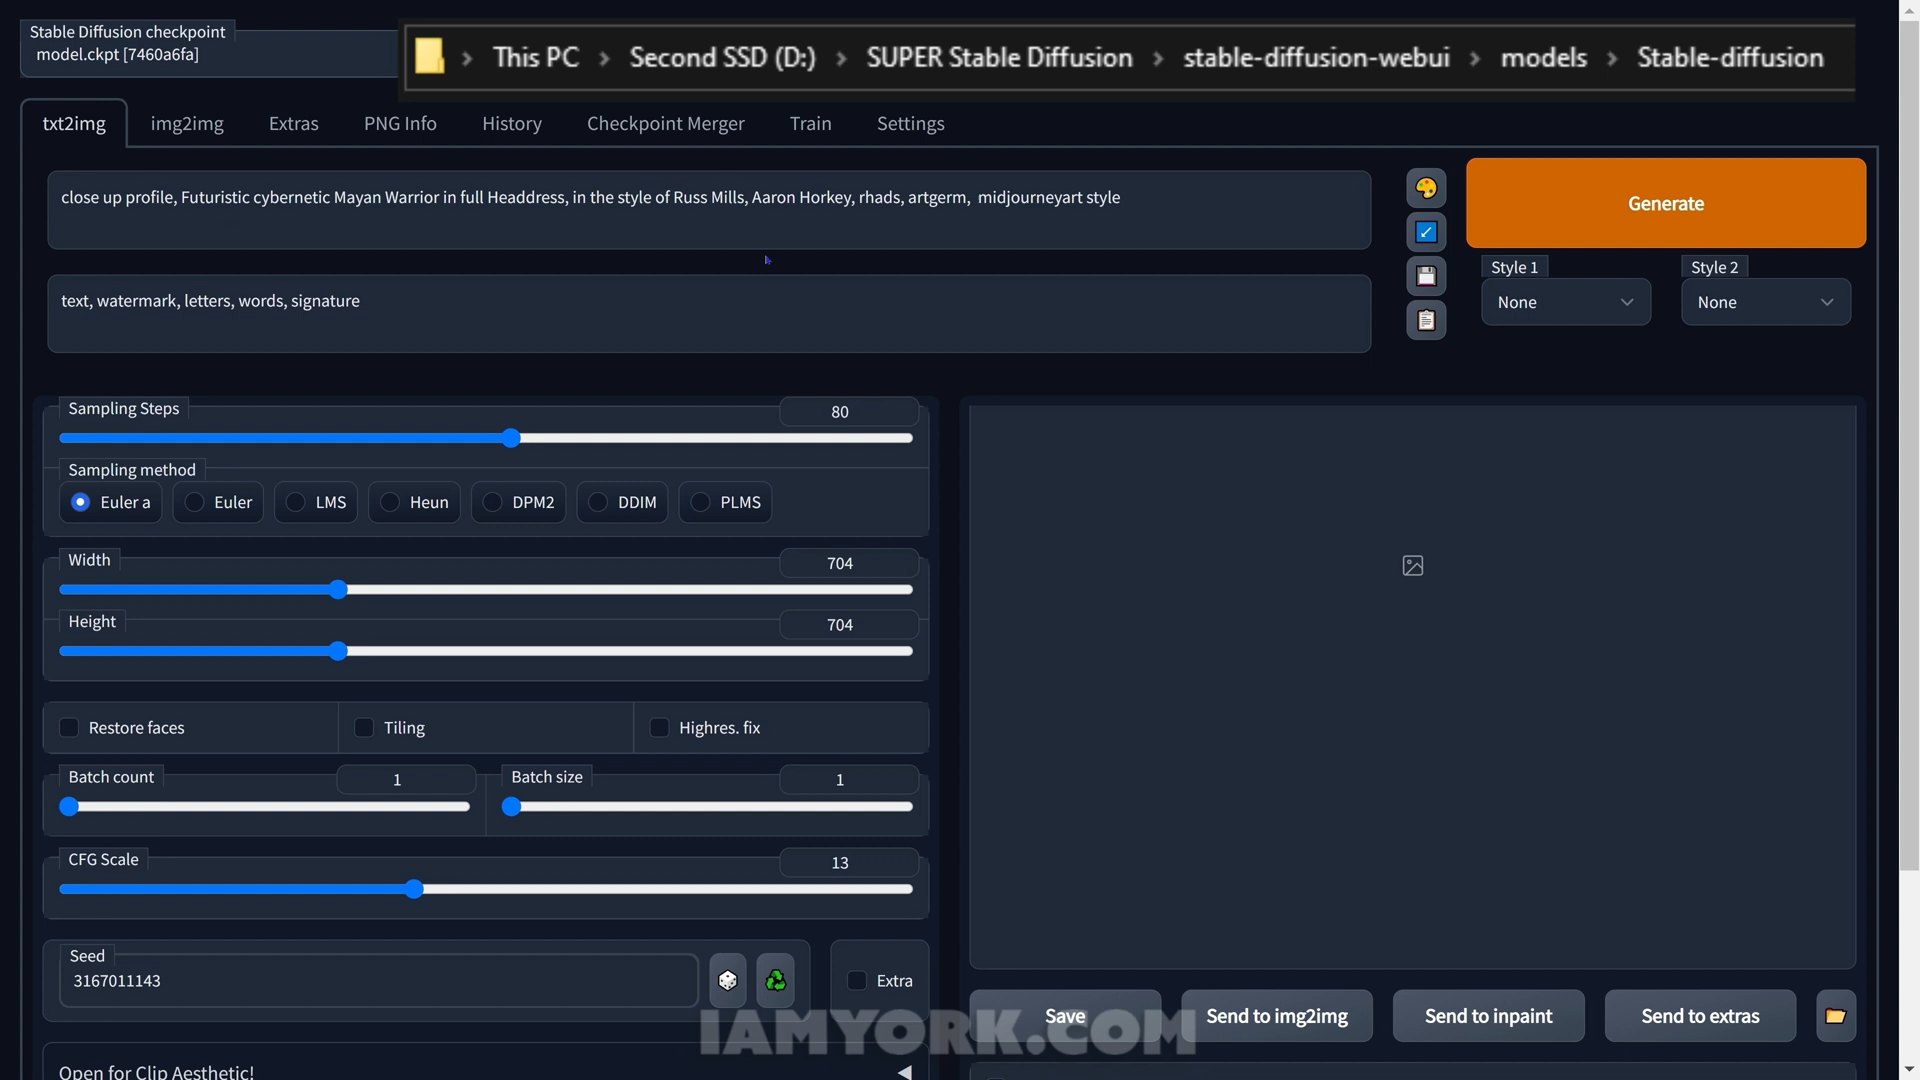 Stable Diffusion checkpoint
model.ckpt [7460a6fa]
This PC > Second SSD (D:) > SUPER Stable Diffusion > stable-diffusion-webui > models > Stable-diffusion
txt2img img2img Extras PNG Info History Checkpoint Merger Train Settings
close up profile, Futuristic cybernetic Mayan Warrior in full Headdress, in the style of Russ Mills, Aaron Horkey, rhads, artgerm, midjourneyart style
Generate
Style 1 Style 2
None None
text, watermark, letters, words, signature
Sampling Steps 80
Sampling method
Euler a Euler LMS Heun DPM2 DDIM PLMS
Width 704
Height 704
Restore faces Tiling Highres. fix
Batch count 1 Batch size 1
CFG Scale 13
Seed
3167011143
Extra
Save Send to img2img Send to inpaint Send to extras
IAMYORK.COM
Open for Clip Aesthetic!